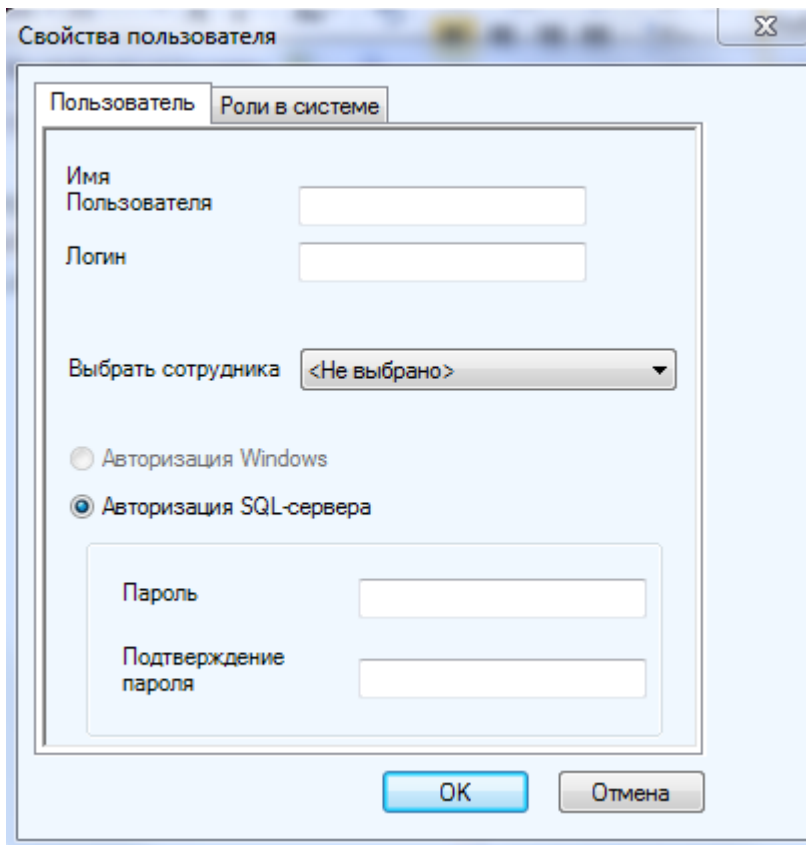 Свойства пользователя
Пользователь
Роли в системе
Имя
Пользователя
Логин
Выбрать сотрудника
<Не выбрано>
Авторизация Windows
Авторизация SQL-сервера
Пароль
Подтверждение
пароля
OK
Отмена